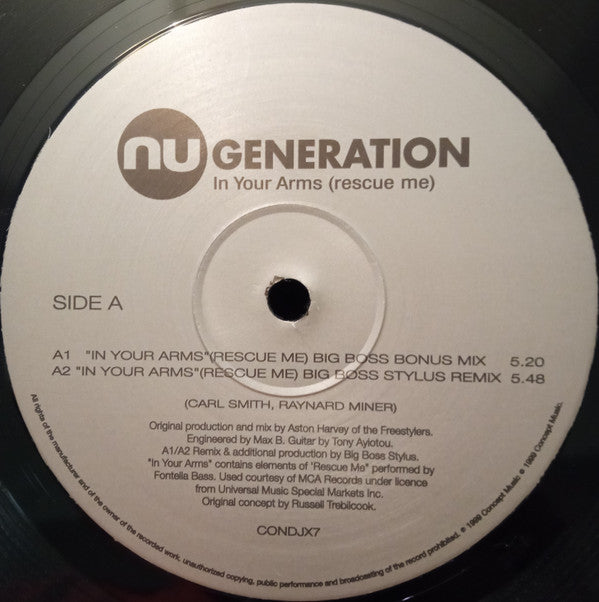 nu GENERATION
In Your Arms (rescue me)
SIDE A
A1 "IN YOUR ARMS"(RESCUE ME) BIG BOSS BONUS MIX 5.20
A2 "IN YOUR ARMS"(RESCUE ME) BIG BOSS STYLUS REMIX 5.48
(CARL SMITH, RAYNARD MINER)
Original production and mix by Aston Harvey of the Freestylers.
Engineered by Max B. Guitar by Tony Ayiotou.
A1/A2 Remix & additional production by Big Boss Stylus.
"In Your Arms" contains elements of 'Rescue Me" performed by
Fontella Bass. Used courtesy of MCA Records under licence
from Universal Music Special Markets Inc.
Original concept by Russell Trebilcook.
CONDJX7
All rights of the manufacturer and of the owner of the recorded work, unauthorized copying, public performance and broadcasting of the record prohibited. ℗ 1999 Concept Music. © 1999 Concept Music.